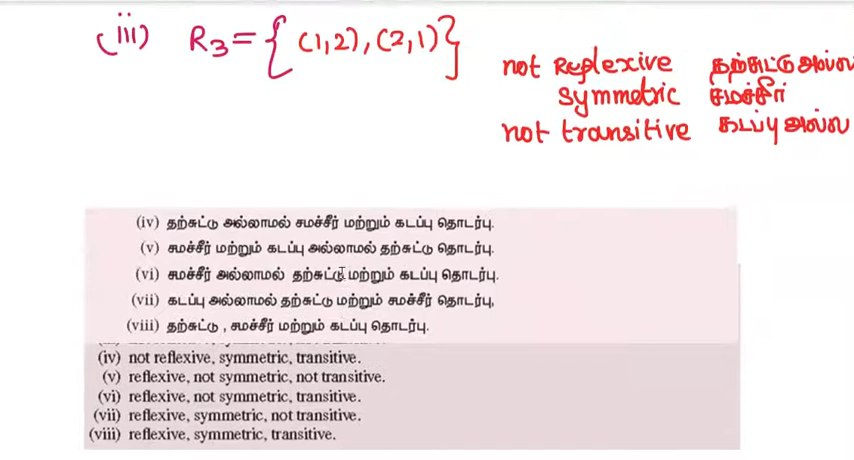 (iii) R3 = { (1,2), (2,1) }
not Replexive தற்சுட்டு அல்ல
symmetric சமச்சீர்
not transitive கடப்பு அல்ல
(iv) தற்சுட்டு அல்லாமல் சமச்சீர் மற்றும் கடப்பு தொடர்பு.
(v) சமச்சீர் மற்றும் கடப்பு அல்லாமல் தற்சுட்டு தொடர்பு.
(vi) சமச்சீர் அல்லாமல் தற்சுட்டு மற்றும் கடப்பு தொடர்பு.
(vii) கடப்பு அல்லாமல் தற்சுட்டு மற்றும் சமச்சீர் தொடர்பு,
(viii) தற்சுட்டு , சமச்சீர் மற்றும் கடப்பு தொடர்பு.
(iv) not reflexive, symmetric, transitive.
(v) reflexive, not symmetric, not transitive.
(vi) reflexive, not symmetric, transitive.
(vii) reflexive, symmetric, not transitive.
(viii) reflexive, symmetric, transitive.